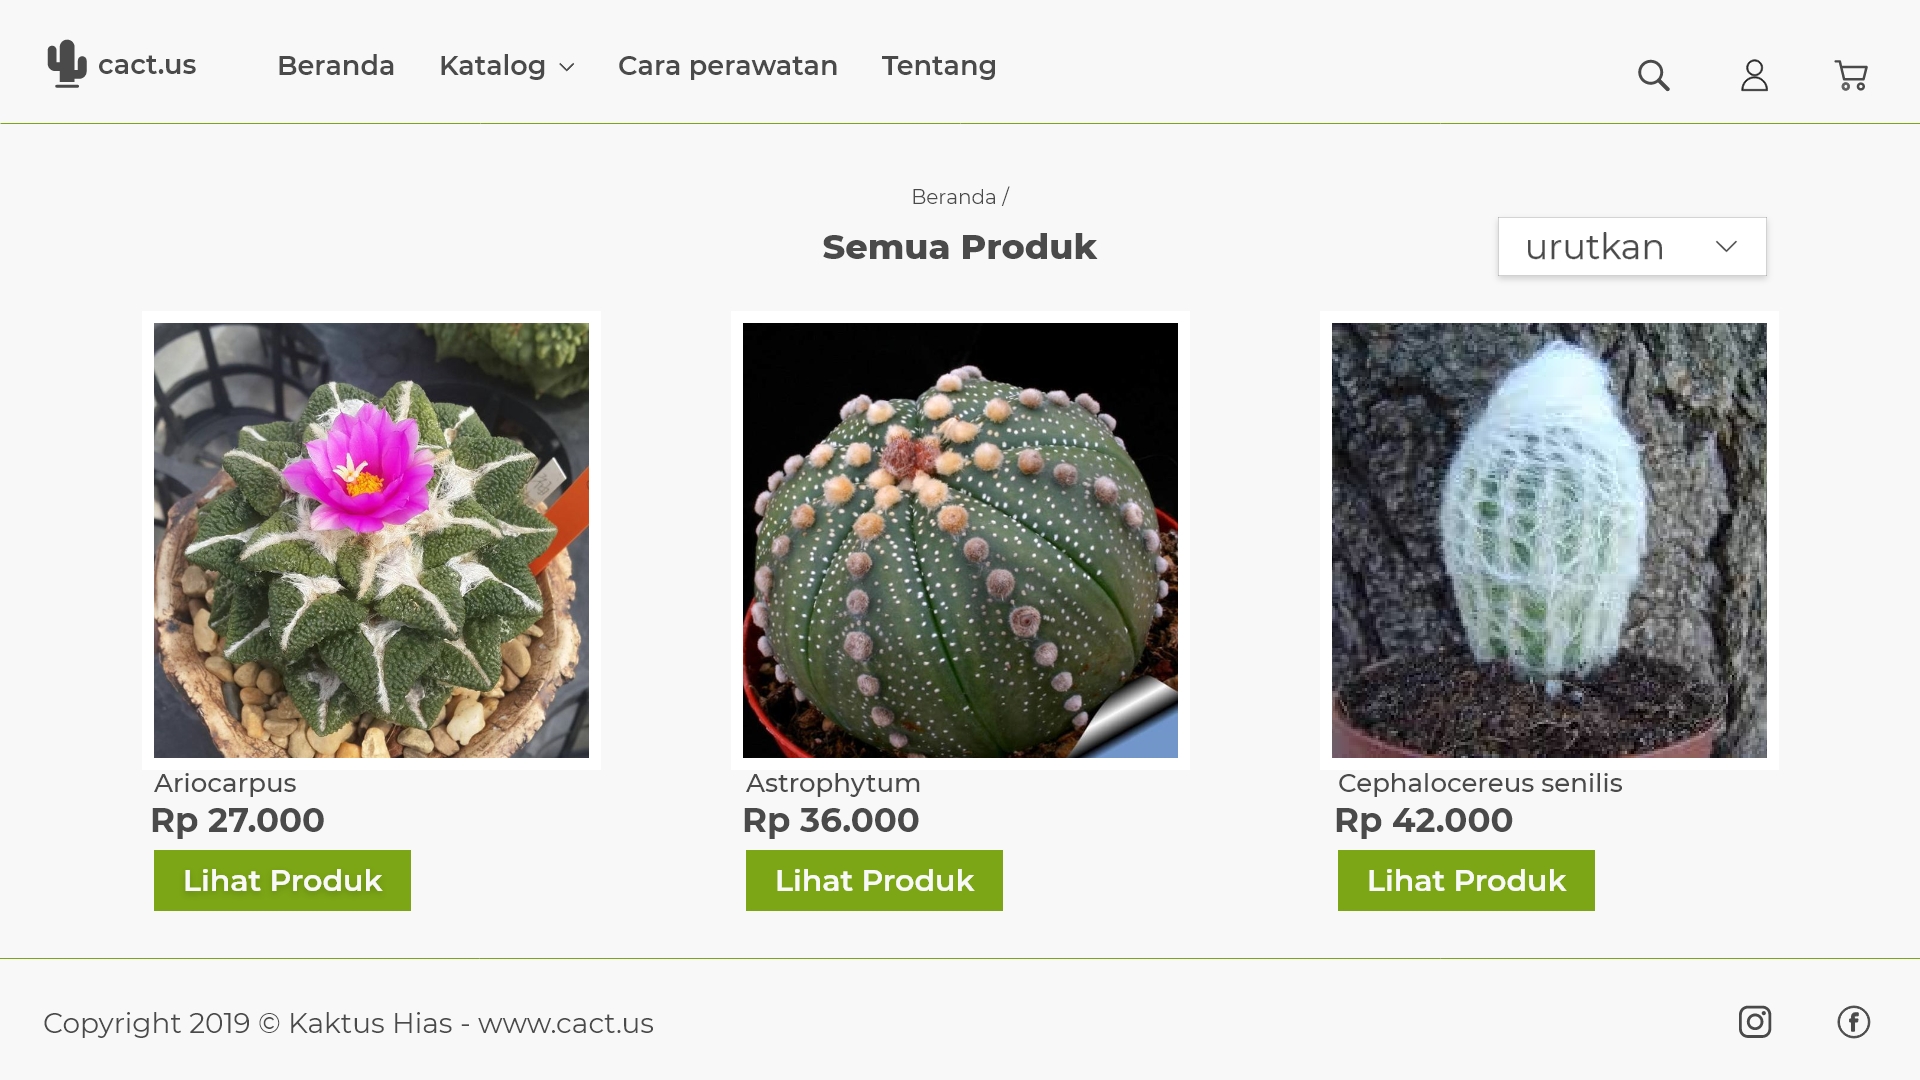 cact.us
Beranda
Katalog
Cara perawatan
Tentang
Beranda /
Semua Produk
urutkan
Ariocarpus
Rp 27.000
Lihat Produk
Astrophytum
Rp 36.000
Lihat Produk
Cephalocereus senilis
Rp 42.000
Lihat Produk
Copyright 2019 © Kaktus Hias - www.cact.us